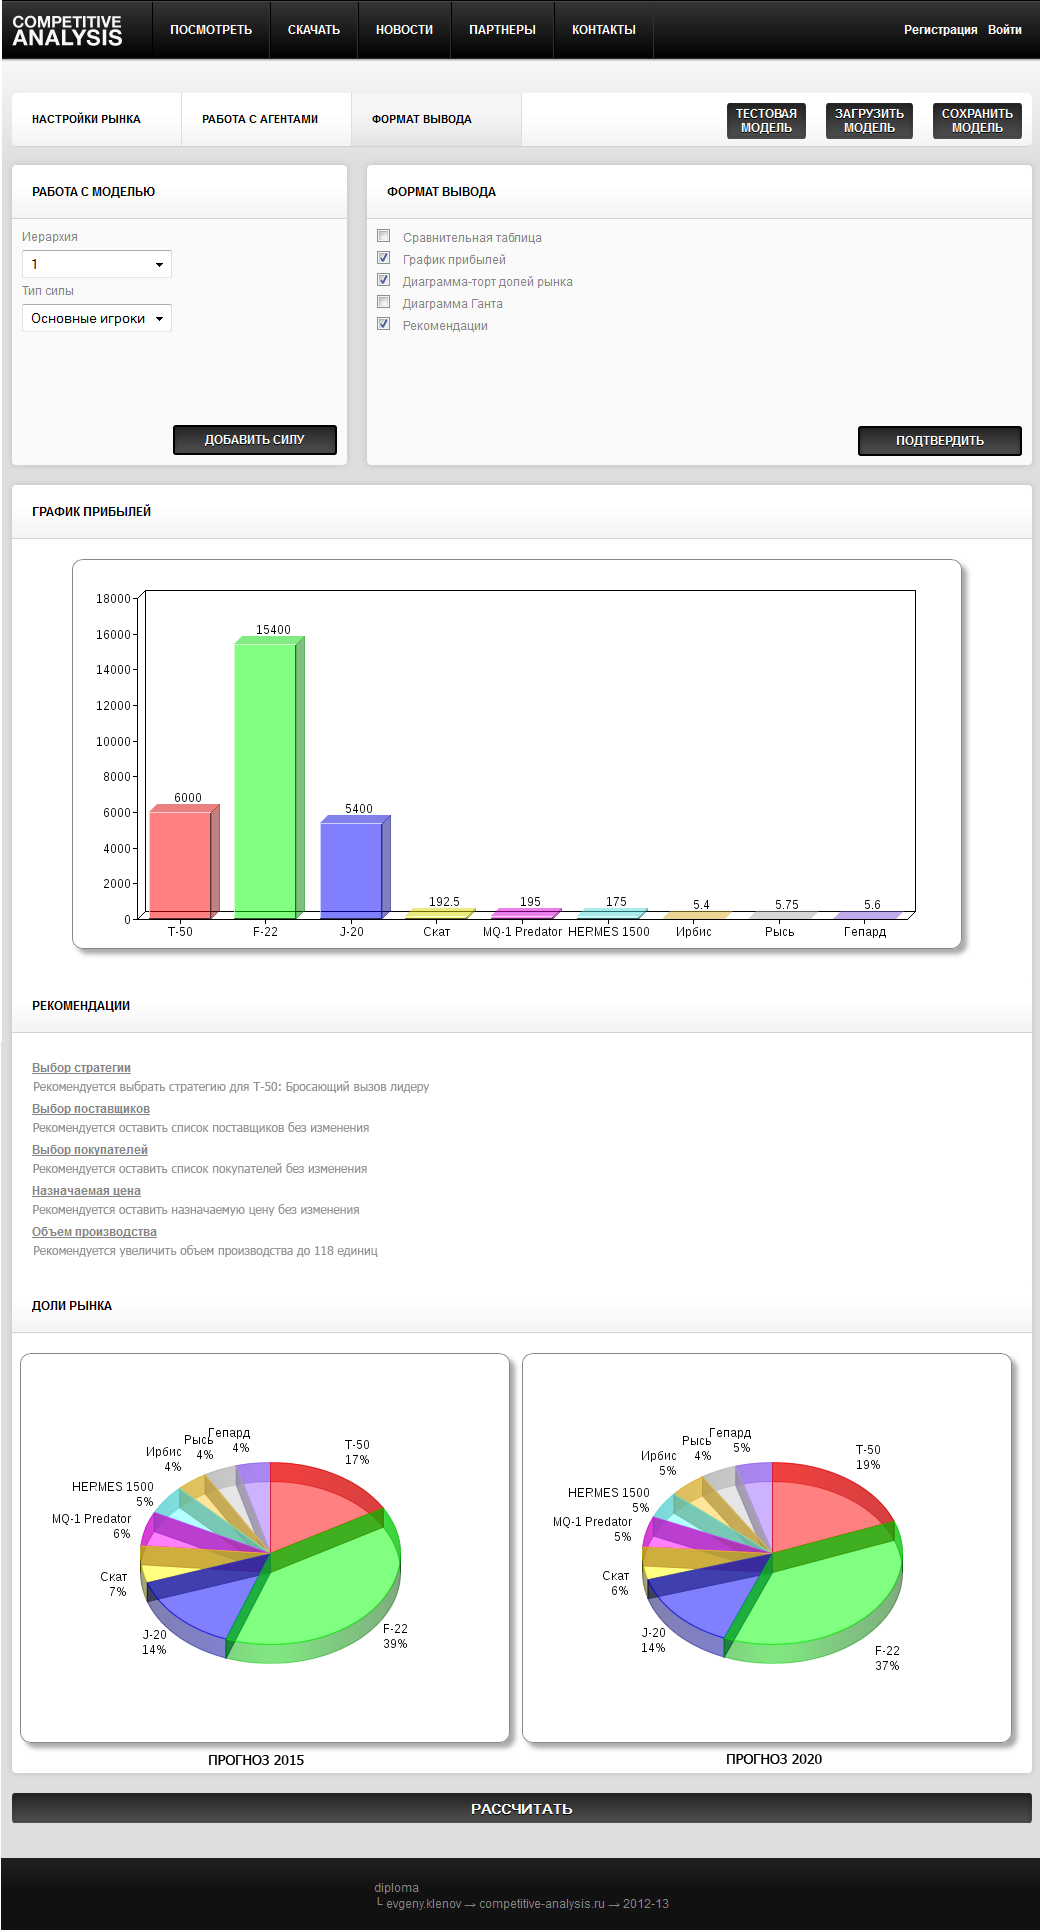 COMPETITIVE
ANALYSIS
ПОСМОТРЕТЬ
СКАЧАТЬ
НОВОСТИ
ПАРТНЕРЫ
КОНТАКТЫ
Регистрация Войти
НАСТРОЙКИ РЫНКА
РАБОТА С АГЕНТАМИ
ФОРМАТ ВЫВОДА
ТЕСТОВАЯ
МОДЕЛЬ
ЗАГРУЗИТЬ
МОДЕЛЬ
СОХРАНИТЬ
МОДЕЛЬ
РАБОТА С МОДЕЛЬЮ
Иерархия
1
Тип силы
Основные игроки
ДОБАВИТЬ СИЛУ
ФОРМАТ ВЫВОДА
Сравнительная таблица
График прибылей
Диаграмма-торт долей рынка
Диаграмма Ганта
Рекомендации
ПОДТВЕРДИТЬ
ГРАФИК ПРИБЫЛЕЙ
18000
16000
14000
12000
10000
8000
6000
4000
2000
0
6000
15400
5400
192.5
195
175
5.4
5.75
5.6
Т-50
F-22
J-20
Скат
MQ-1 Predator
HERMES 1500
Ирбис
Рысь
Гепард
РЕКОМЕНДАЦИИ
Выбор стратегии
Рекомендуется выбрать стратегию для Т-50: Бросающий вызов лидеру
Выбор поставщиков
Рекомендуется оставить список поставщиков без изменения
Выбор покупателей
Рекомендуется оставить список покупателей без изменения
Назначаемая цена
Рекомендуется оставить назначаемую цену без изменения
Объем производства
Рекомендуется увеличить объем производства до 118 единиц
ДОЛИ РЫНКА
Гепард
4%
Рысь
4%
Ирбис
4%
HERMES 1500
5%
MQ-1 Predator
6%
Скат
7%
J-20
14%
Т-50
17%
F-22
39%
ПРОГНОЗ 2015
Гепард
5%
Рысь
4%
Ирбис
5%
HERMES 1500
5%
MQ-1 Predator
5%
Скат
6%
J-20
14%
Т-50
19%
F-22
37%
ПРОГНОЗ 2020
РАССЧИТАТЬ
diploma
└ evgeny.klenov → competitive-analysis.ru → 2012-13